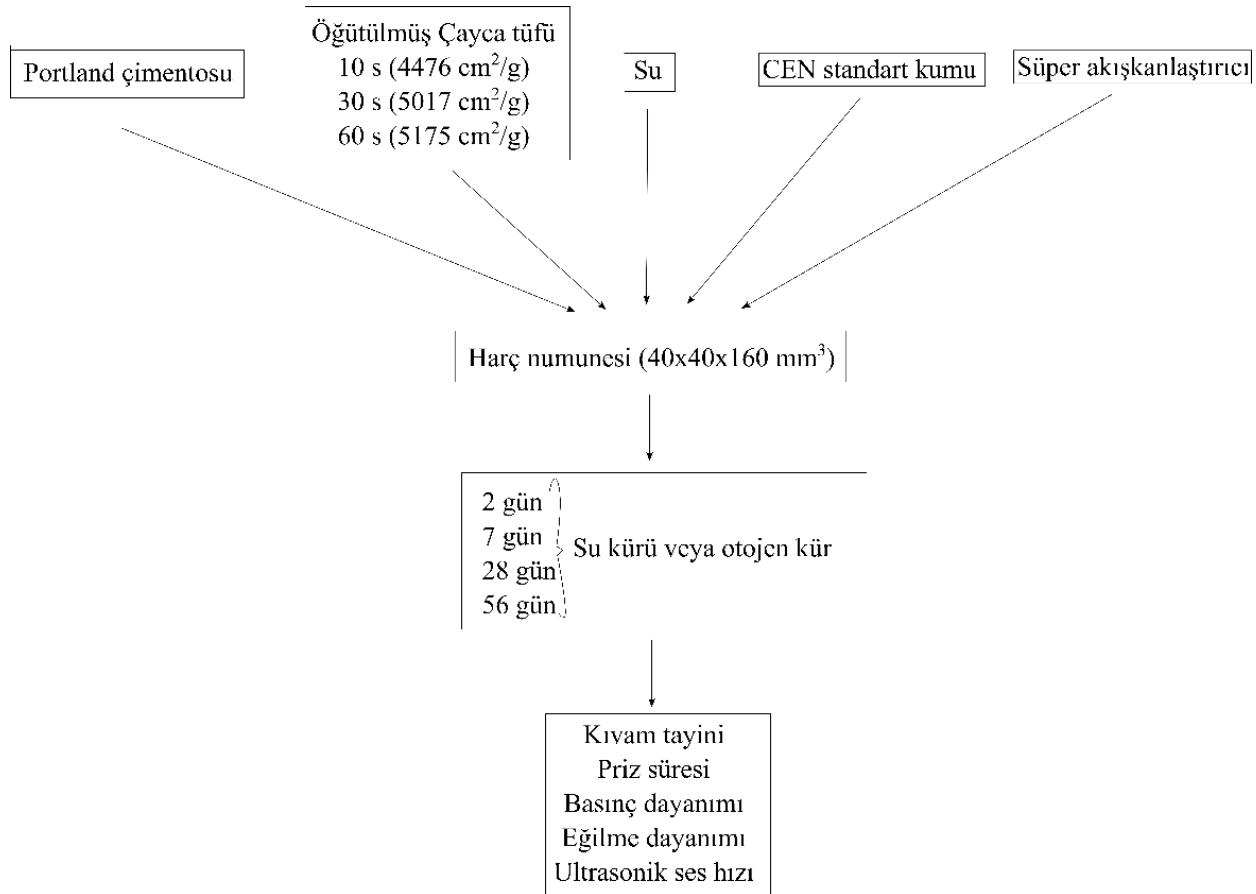 Portland çimentosu
Öğütülmüş Çayca tüfü
10 s (4476 cm²/g)
30 s (5017 cm²/g)
60 s (5175 cm²/g)
Su
CEN standart kumu
Süper akışkanlaştırıcı
Harç numunesi (40x40x160 mm³)
2 gün
7 gün
28 gün
56 gün
Su kürü veya otojen kür
Kıvam tayini
Priz süresi
Basınç dayanımı
Eğilme dayanımı
Ultrasonik ses hızı